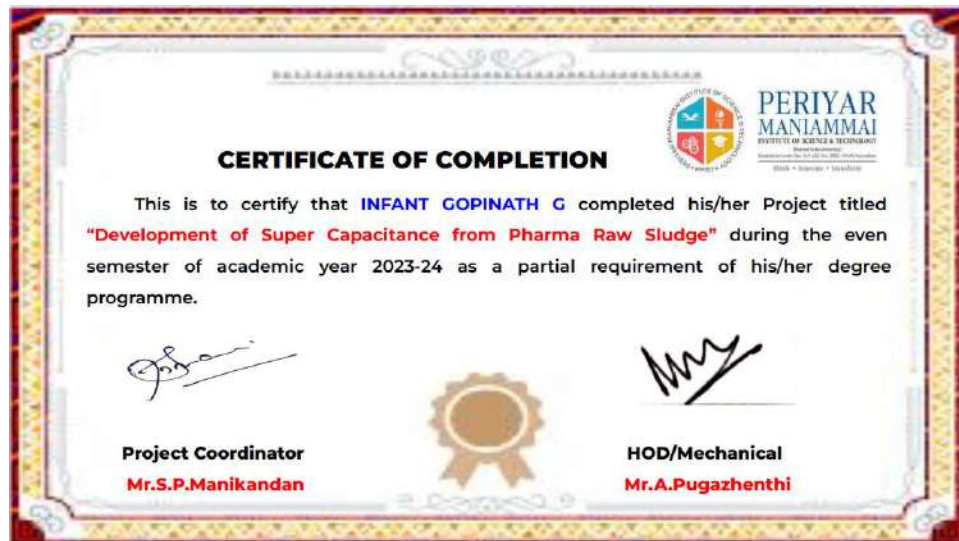 PERIYAR
MANIAMMAI
INSTITUTE OF SCIENCE & TECHNOLOGY
CERTIFICATE OF COMPLETION
This is to certify that INFANT GOPINATH G completed his/her Project titled
“Development of Super Capacitance from Pharma Raw Sludge” during the even
semester of academic year 2023-24 as a partial requirement of his/her degree
programme.
Project Coordinator
HOD/Mechanical
Mr.S.P.Manikandan
Mr.A.Pugazhenthi